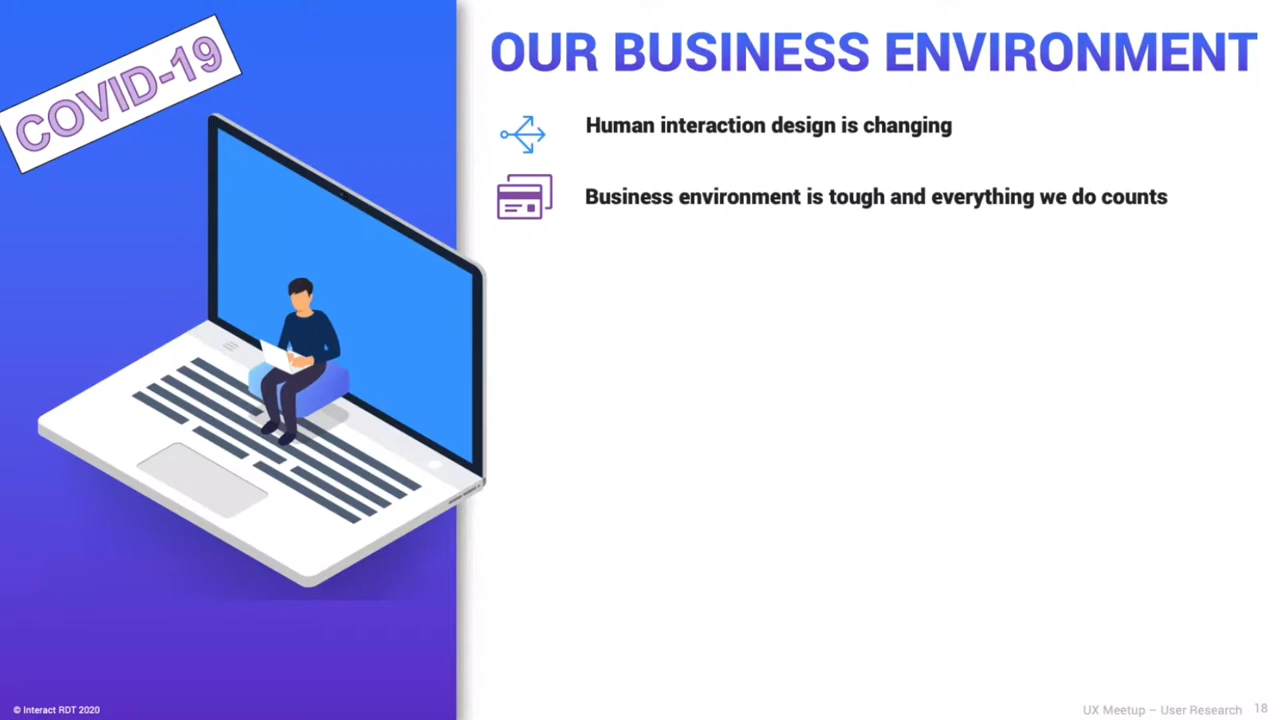 COVID-19
OUR BUSINESS ENVIRONMENT
Human interaction design is changing
Business environment is tough and everything we do counts
© Interact RDT 2020
UX Meetup – User Research 18